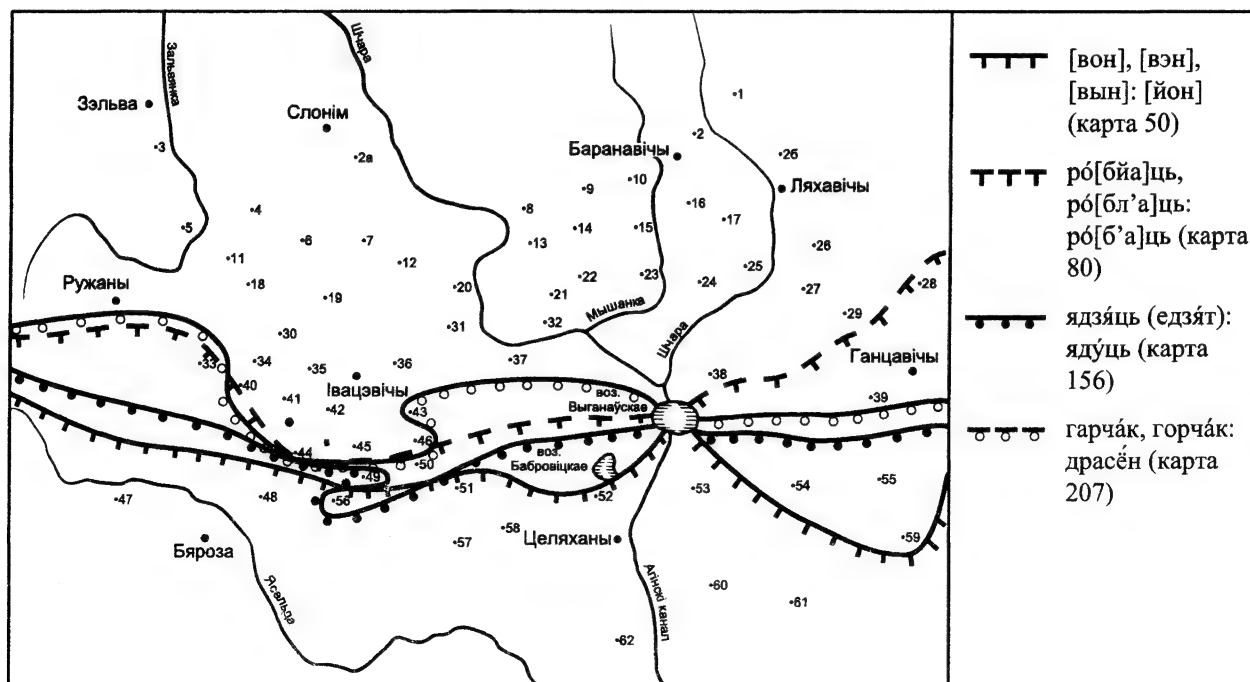 Зальвянка
Шчара
Зэльва
Слонім
Баранавічы
Ляхавічы
•1
•2
•3
•2а
•2б
•10
•9
•4
•8
•16
•17
•5
•6
•7
•13
•14
•15
•26
•11
•12
•18
•19
•20
•22
•21
•23
•24
•25
•27
•28
Ружаны
•30
•31
•32
Мышанка
Шчара
•29
•33
•34
•35
•36
•37
•38
Ганцавічы
Івацэвічы
•40
•41
•42
•43
воз.
Выганаўскае
•39
•44
•45
•46
•49
•50
воз.
Бабровіцкае
•47
•48
•56
•51
•52
•53
•54
•55
Бяроза
•57
•58
Целяханы
•59
Ясельда
Агінскі канал
•60
•61
•62
[вон], [вэн],
[вын]: [йон]
(карта 50)
ро́[бйа]ць,
ро́[бл’а]ць:
ро́[б’а]ць (карта
80)
ядзя́ць (едзя́т):
яду́ць (карта
156)
гарча́к, горча́к:
драсён (карта
207)